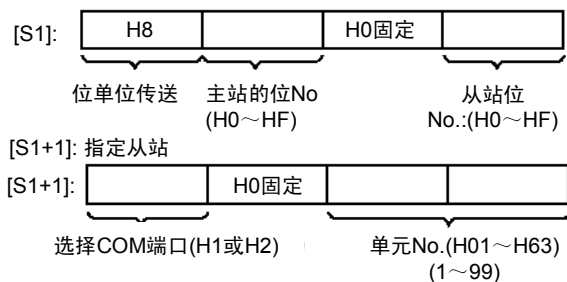 [S1]: H8 H0固定
位单位传送 主站的位No 从站位
(H0～HF) No.:(H0～HF)
[S1+1]: 指定从站
[S1+1]: H0固定
选择COM端口(H1或H2) 单元No.(H01～H63)
(1～99)